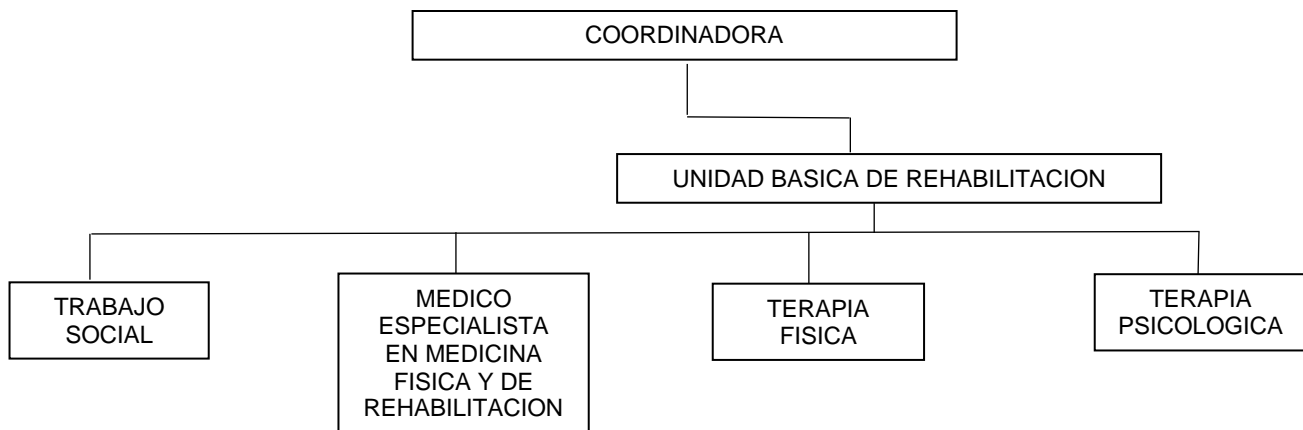 COORDINADORA
UNIDAD BASICA DE REHABILITACION
TRABAJO
SOCIAL
MEDICO
ESPECIALISTA
EN MEDICINA
FISICA Y DE
REHABILITACION
TERAPIA
FISICA
TERAPIA
PSICOLOGICA